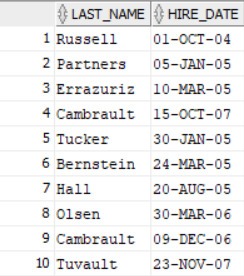 LAST_NAME HIRE_DATE
1 Russell 01-OCT-04
2 Partners 05-JAN-05
3 Errazuriz 10-MAR-05
4 Cambrault 15-OCT-07
5 Tucker 30-JAN-05
6 Bernstein 24-MAR-05
7 Hall 20-AUG-05
8 Olsen 30-MAR-06
9 Cambrault 09-DEC-06
10 Tuvault 23-NOV-07